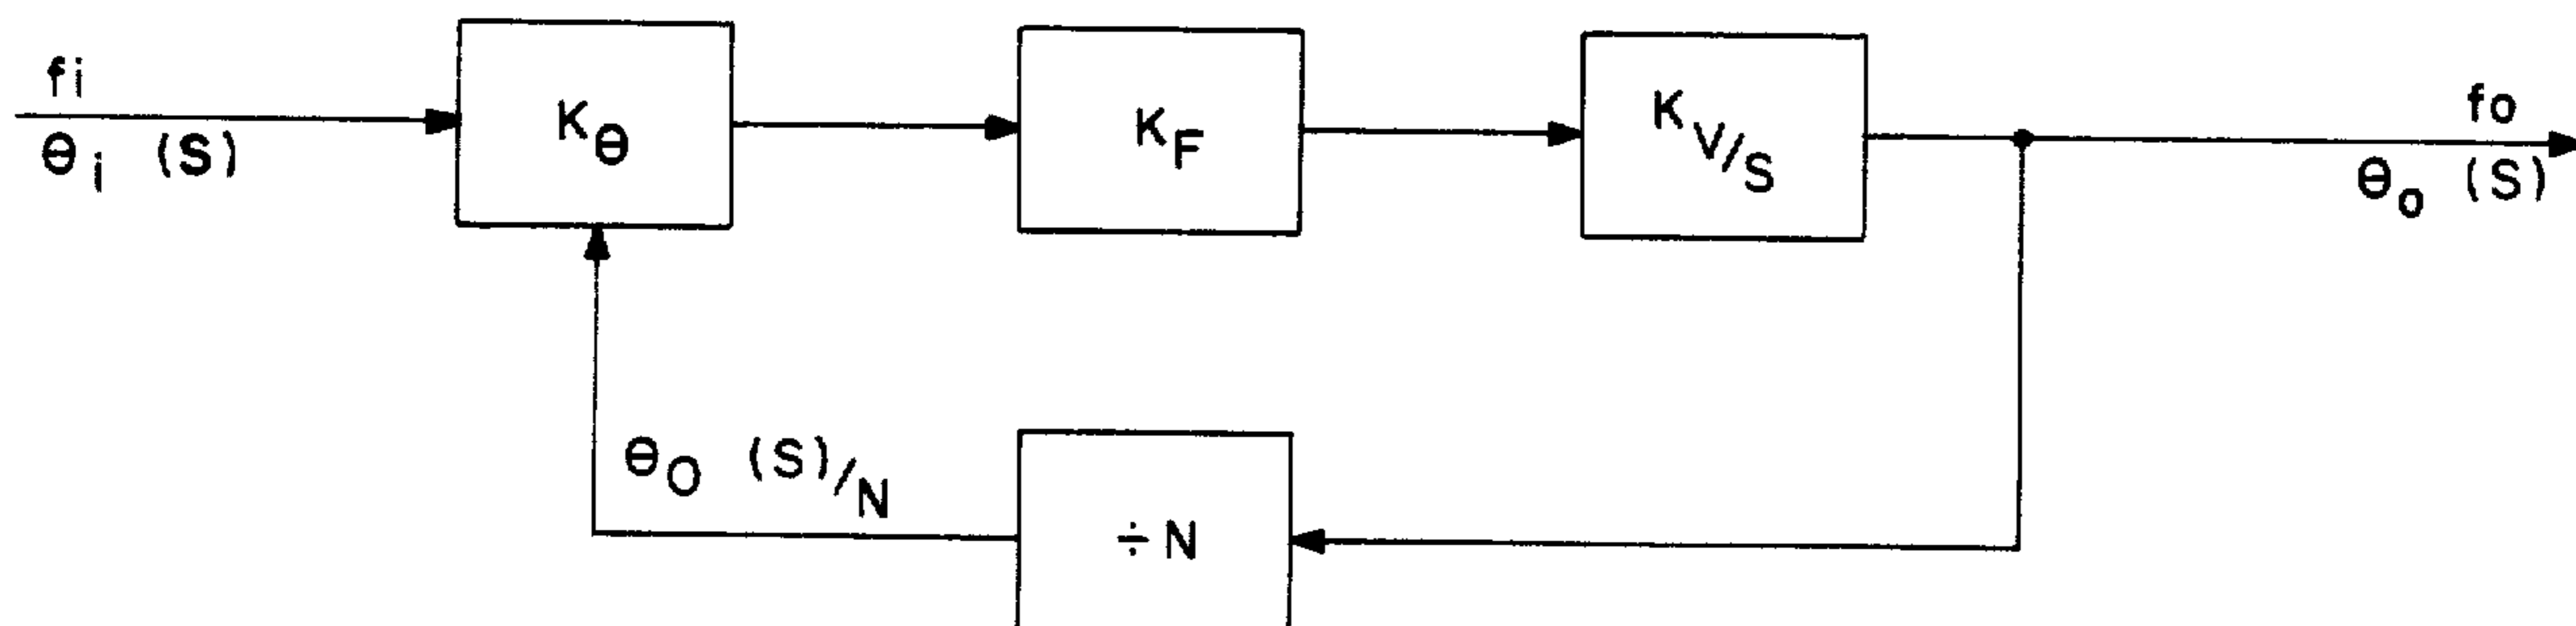 fi
θi (S)
Kθ
KF
KV/S
fo
θo (S)
θO (S)/N
÷N